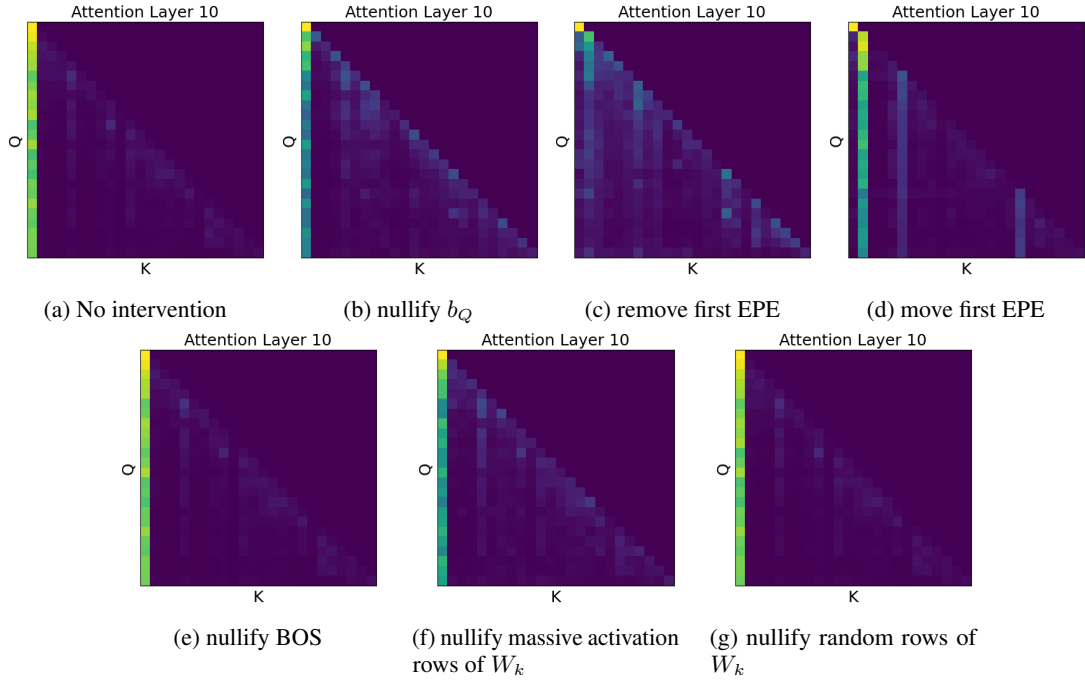 Attention Layer 10
Attention Layer 10
Attention Layer 10
Attention Layer 10
Q
Q
Q
Q
K
K
K
K
(a) No intervention
(b) nullify b_Q
(c) remove first EPE
(d) move first EPE
Attention Layer 10
Attention Layer 10
Attention Layer 10
Q
Q
Q
K
K
K
(e) nullify BOS
(f) nullify massive activation
rows of W_k
(g) nullify random rows of
W_k